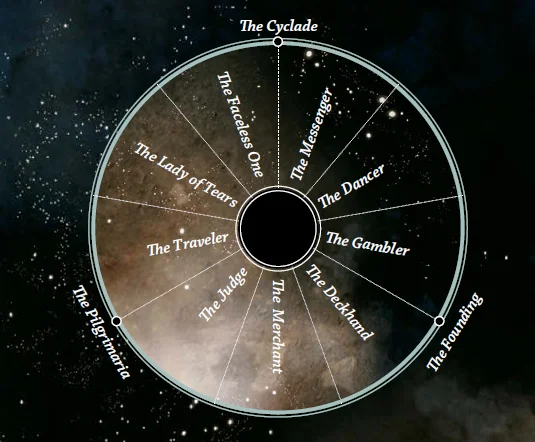 The Cyclade
The Messenger
The Dancer
The Gambler
The Founding
The Deckhand
The Merchant
The Judge
The Pilgrimaria
The Traveler
The Lady of Tears
The Faceless One